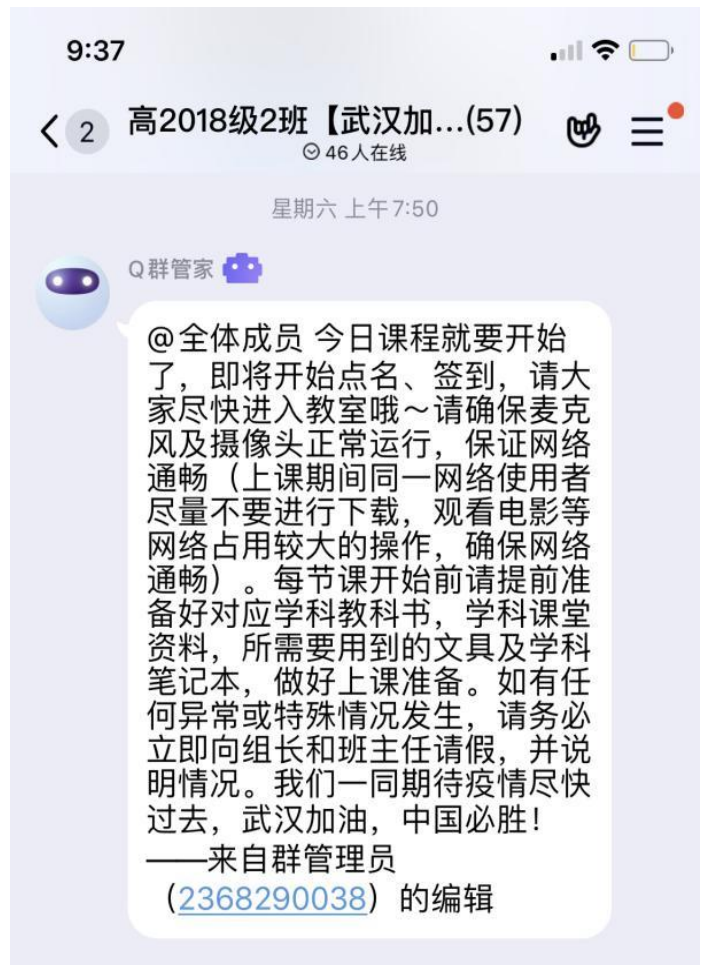 9:37
2
高2018级2班【武汉加...(57)
46人在线
星期六 上午7:50
Q群管家
@全体成员 今日课程就要开始
了，即将开始点名、签到，请大
家尽快进入教室哦～请确保麦克
风及摄像头正常运行，保证网络
通畅（上课期间同一网络使用者
尽量不要进行下载，观看电影等
网络占用较大的操作，确保网络
通畅）。每节课开始前请提前准
备好对应学科教科书，学科课堂
资料，所需要用到的文具及学科
笔记本，做好上课准备。如有任
何异常或特殊情况发生，请务必
立即向组长和班主任请假，并说
明情况。我们一同期待疫情尽快
过去，武汉加油，中国必胜！
——来自群管理员
（2368290038）的编辑